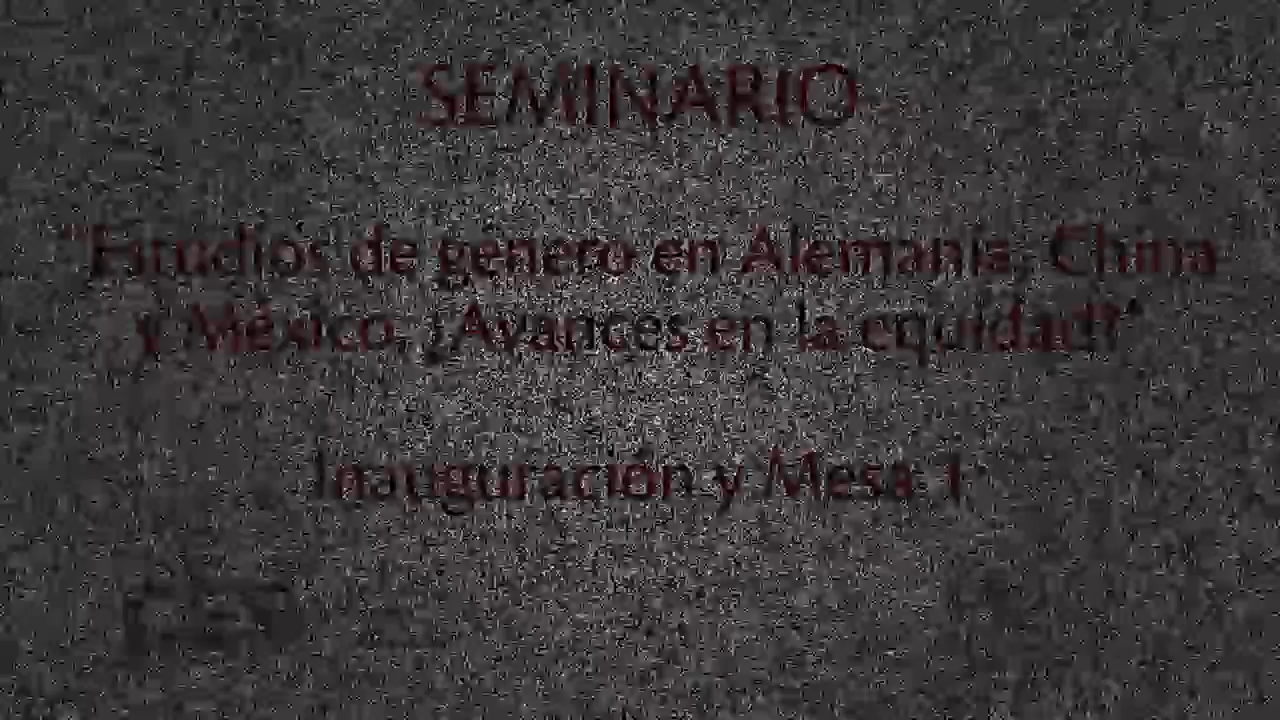 SEMINARIO
"Estudios de género en Alemania, China
y México. ¿Avances en la equidad?"
Inauguración y Mesa 1